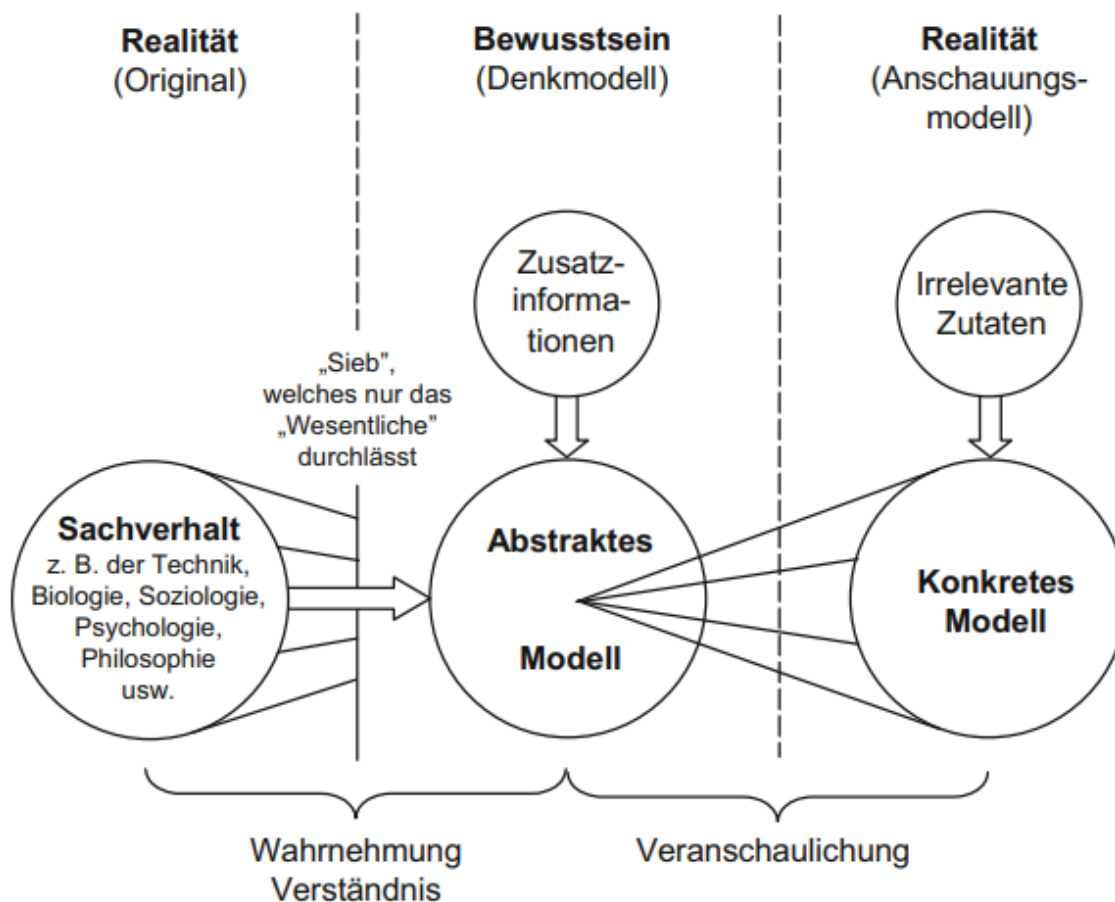 Realität
(Original)
Bewusstsein
(Denkmodell)
Realität
(Anschauungs-
modell)
Zusatz-
informa-
tionen
Irrelevante
Zutaten
„Sieb”,
welches nur das
„Wesentliche”
durchlässt
Sachverhalt
z. B. der Technik,
Biologie, Soziologie,
Psychologie,
Philosophie
usw.
Abstraktes
Modell
Konkretes
Modell
Wahrnehmung
Verständnis
Veranschaulichung